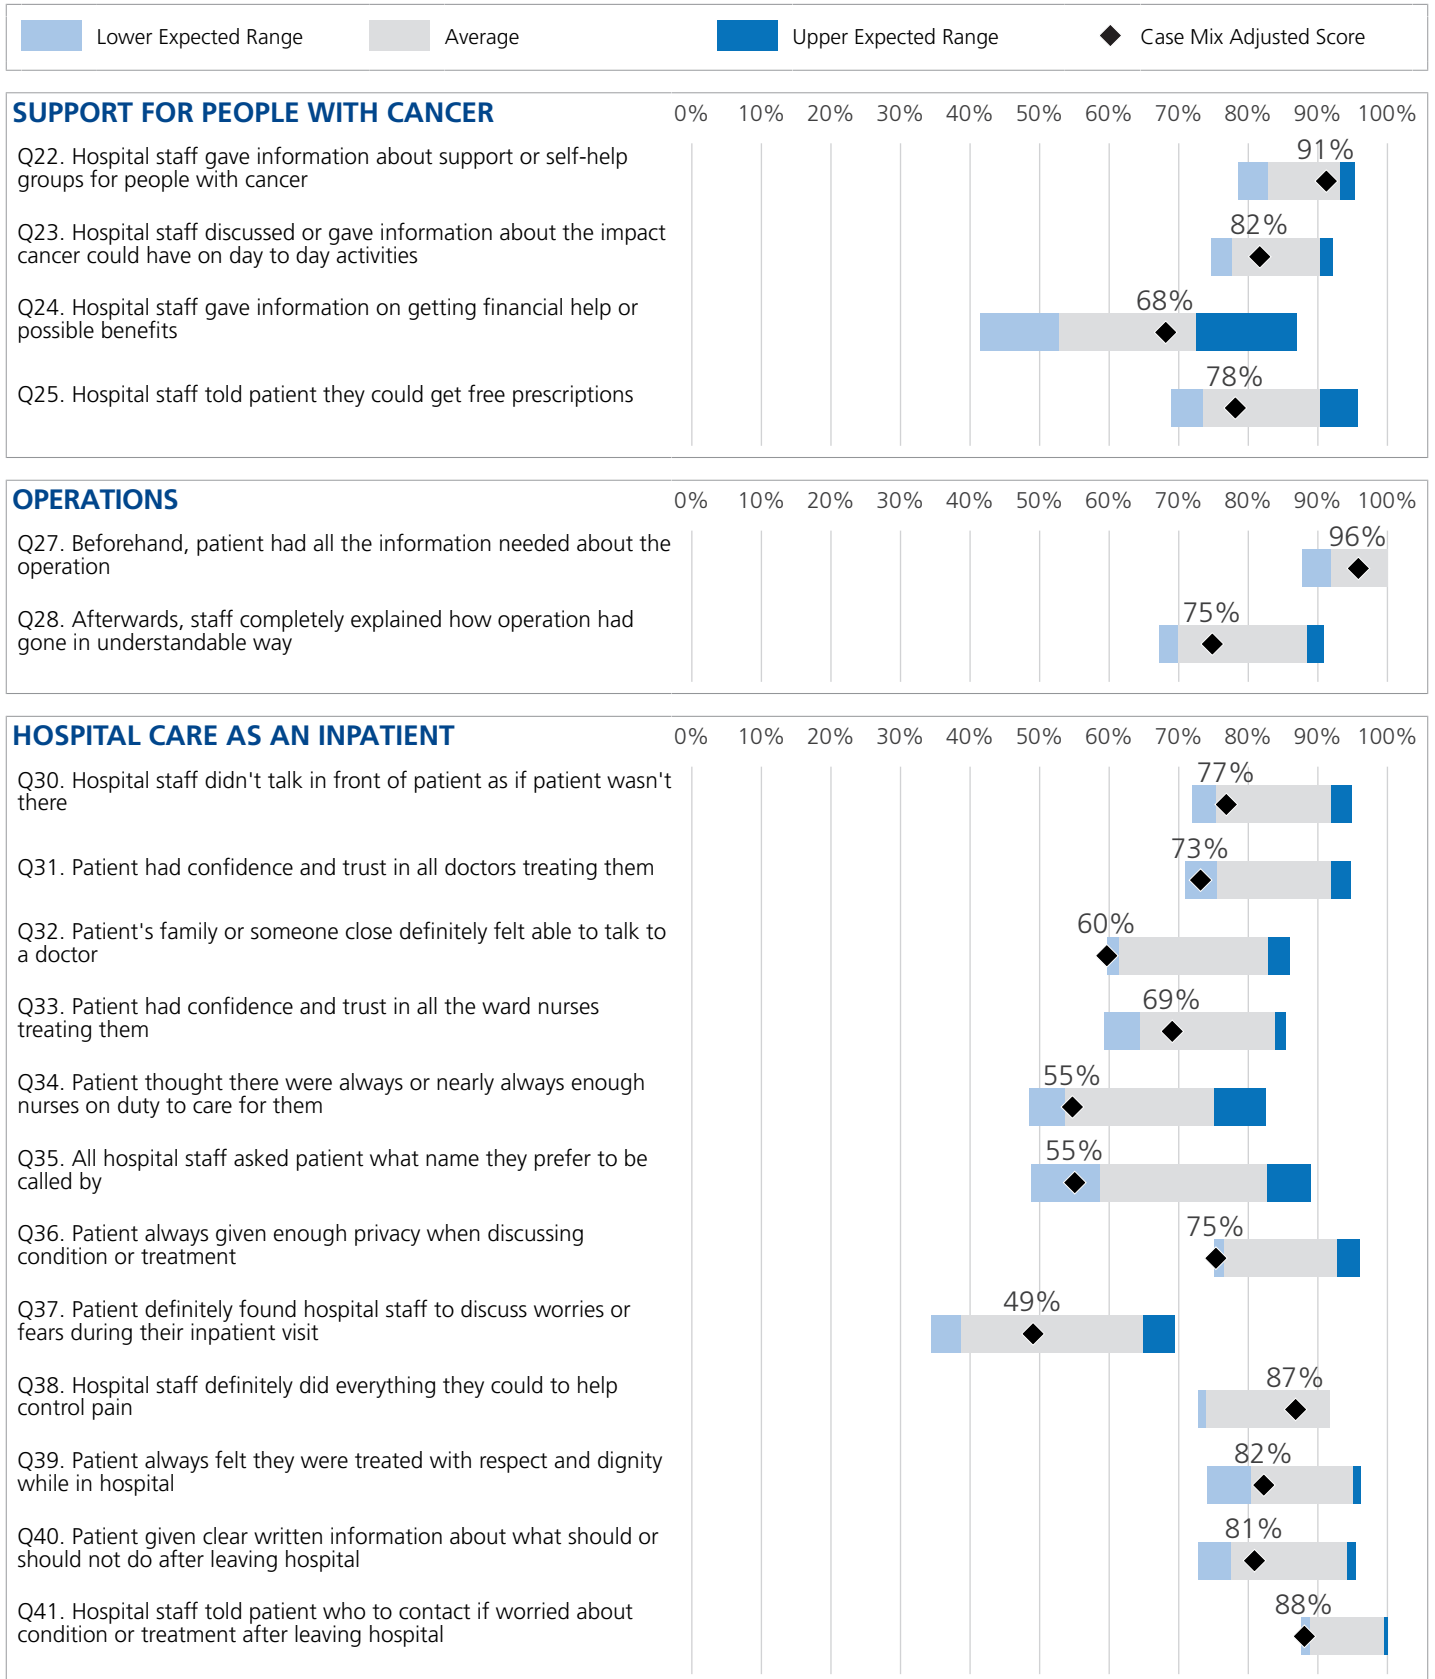 Lower Expected Range Average Upper Expected Range Case Mix Adjusted Score
SUPPORT FOR PEOPLE WITH CANCER 0% 10% 20% 30% 40% 50% 60% 70% 80% 90% 100%
91%
Q22. Hospital staff gave information about support or self-help
groups for people with cancer
82%
Q23. Hospital staff discussed or gave information about the impact
cancer could have on day to day activities
68%
Q24. Hospital staff gave information on getting financial help or
possible benefits
78%
Q25. Hospital staff told patient they could get free prescriptions
OPERATIONS 0% 10% 20% 30% 40% 50% 60% 70% 80% 90% 100%
96%
Q27. Beforehand, patient had all the information needed about the
operation
75%
Q28. Afterwards, staff completely explained how operation had
gone in understandable way
HOSPITAL CARE AS AN INPATIENT 0% 10% 20% 30% 40% 50% 60% 70% 80% 90% 100%
77%
Q30. Hospital staff didn't talk in front of patient as if patient wasn't
there
73%
Q31. Patient had confidence and trust in all doctors treating them
60%
Q32. Patient's family or someone close definitely felt able to talk to
a doctor
69%
Q33. Patient had confidence and trust in all the ward nurses
treating them
55%
Q34. Patient thought there were always or nearly always enough
nurses on duty to care for them
55%
Q35. All hospital staff asked patient what name they prefer to be
called by
75%
Q36. Patient always given enough privacy when discussing
condition or treatment
49%
Q37. Patient definitely found hospital staff to discuss worries or
fears during their inpatient visit
87%
Q38. Hospital staff definitely did everything they could to help
control pain
82%
Q39. Patient always felt they were treated with respect and dignity
while in hospital
81%
Q40. Patient given clear written information about what should or
should not do after leaving hospital
88%
Q41. Hospital staff told patient who to contact if worried about
condition or treatment after leaving hospital